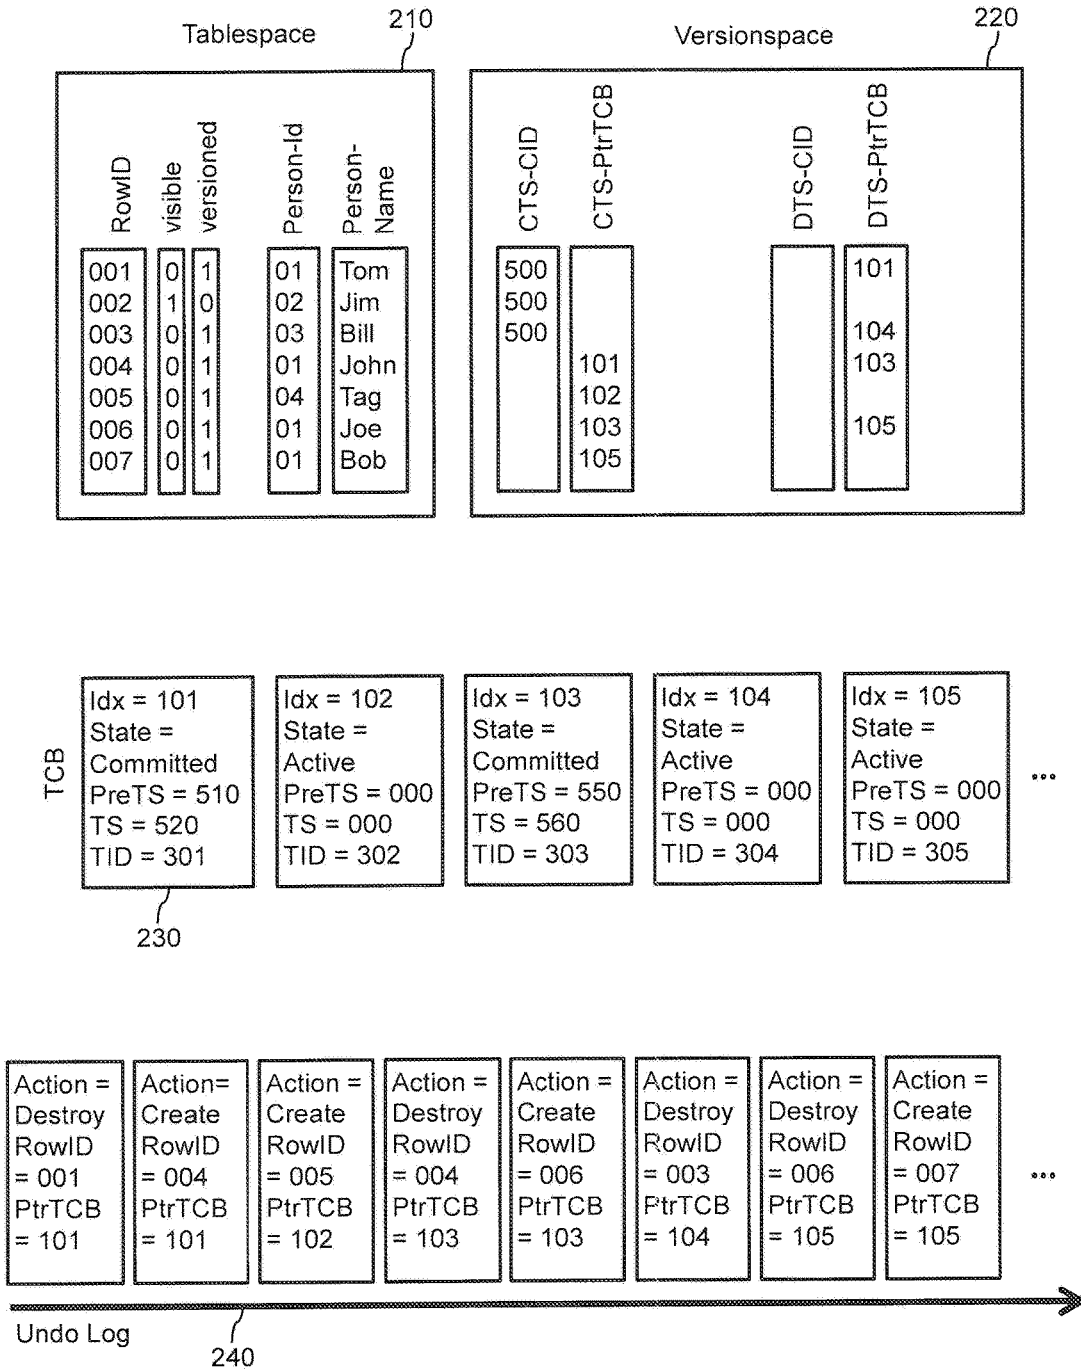 Tablespace 210 Versionspace 220
RowID visible versioned Person-Id Person-Name CTS-CID CTS-PtrTCB DTS-CID DTS-PtrTCB
001 0 1 01 Tom 500 101
002 1 0 02 Jim 500
003 0 1 03 Bill 500 104
004 0 1 01 John 101 103
005 0 1 04 Tag 102
006 0 1 01 Joe 103 105
007 0 1 01 Bob 105
TCB
Idx = 101
State =
Committed
PreTS = 510
TS = 520
TID = 301
Idx = 102
State =
Active
PreTS = 000
TS = 000
TID = 302
Idx = 103
State =
Committed
PreTS = 550
TS = 560
TID = 303
Idx = 104
State =
Active
PreTS = 000
TS = 000
TID = 304
Idx = 105
State =
Active
PreTS = 000
TS = 000
TID = 305
...
230
Action =
Destroy
RowID
= 001
PtrTCB
= 101
Action=
Create
RowID
= 004
PtrTCB
= 101
Action =
Create
RowID
= 005
PtrTCB
= 102
Action =
Destroy
RowID
= 004
PtrTCB
= 103
Action =
Create
RowID
= 006
PtrTCB
= 103
Action =
Destroy
RowID
= 003
PtrTCB
= 104
Action =
Destroy
RowID
= 006
PtrTCB
= 105
Action =
Create
RowID
= 007
PtrTCB
= 105
...
Undo Log
240